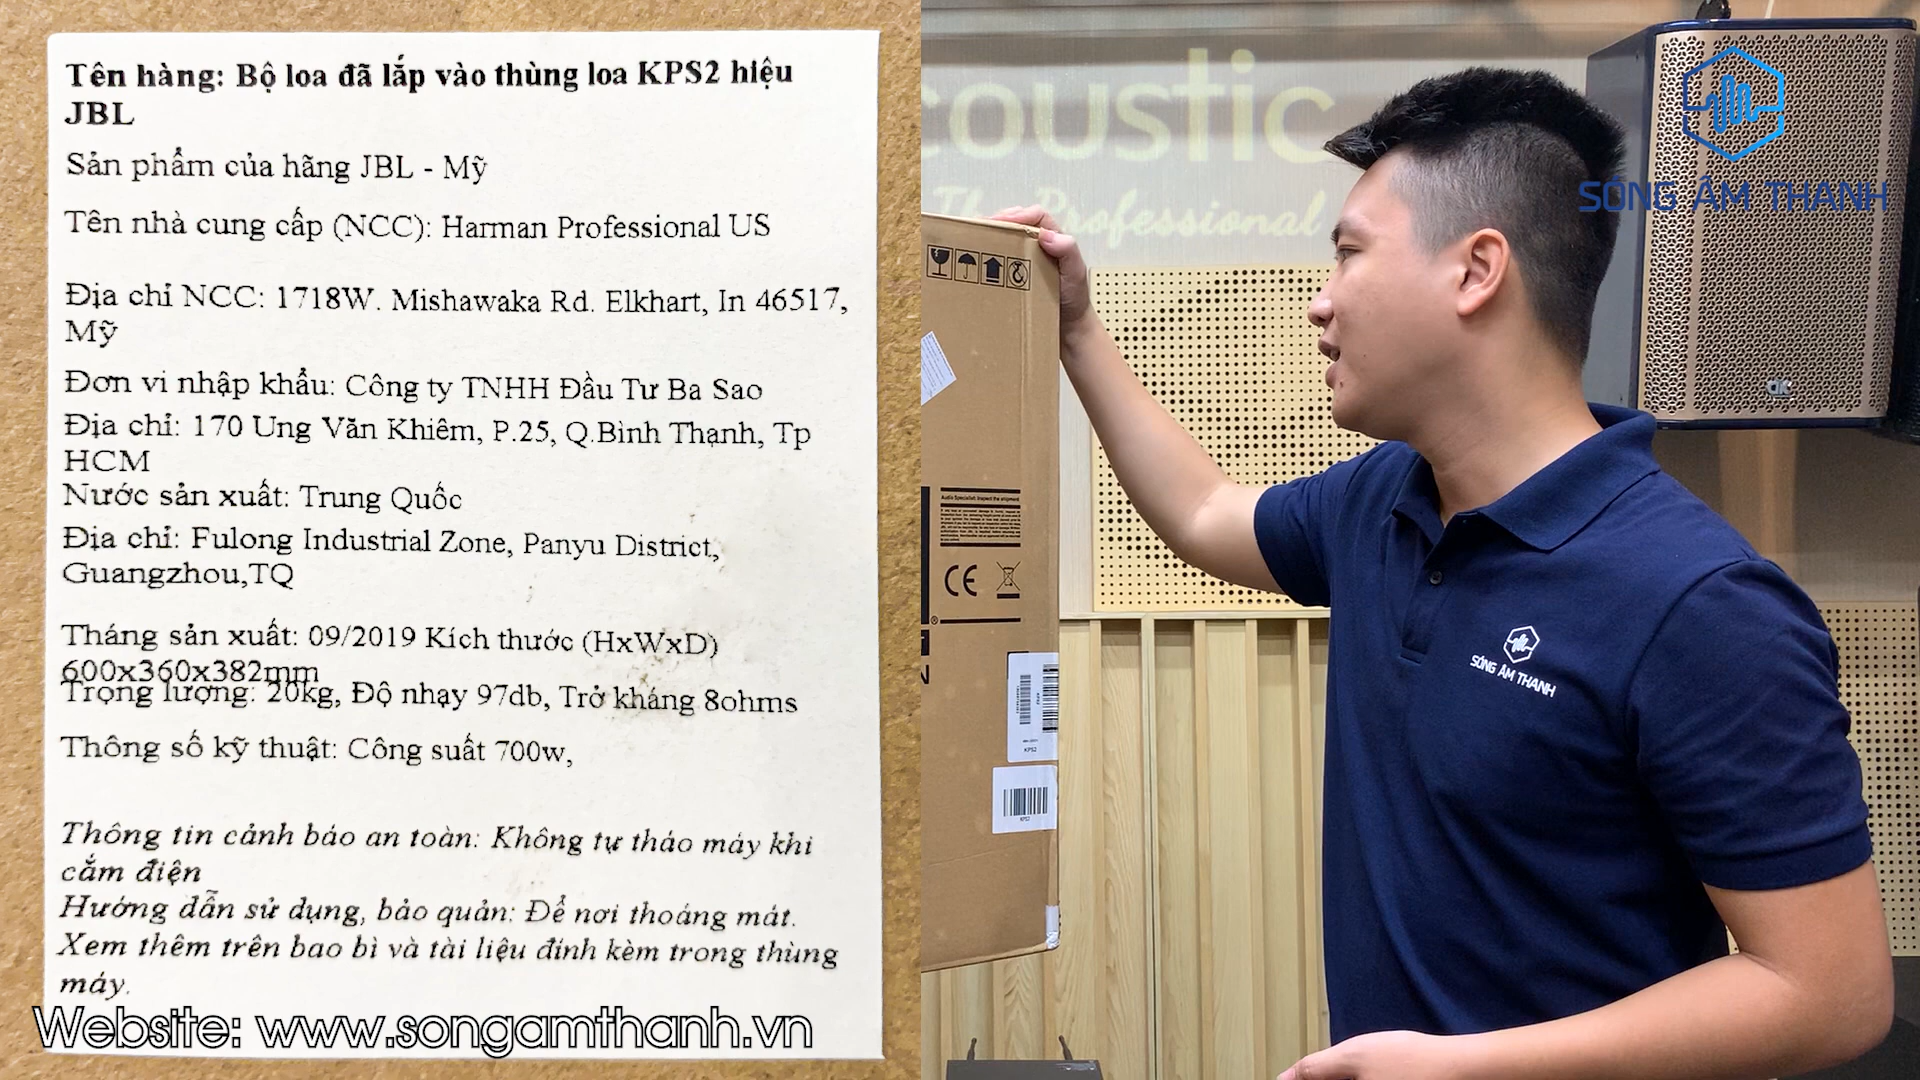 Tên hàng: Bộ loa đã lắp vào thùng loa KPS2 hiệu
JBL
Sản phẩm của hãng JBL - Mỹ
Tên nhà cung cấp (NCC): Harman Professional US
Địa chỉ NCC: 1718W. Mishawaka Rd. Elkhart, In 46517,
Mỹ
Đơn vi nhập khẩu: Công ty TNHH Đầu Tư Ba Sao
Địa chỉ: 170 Ung Văn Khiêm, P.25, Q.Bình Thạnh, Tp
HCM
Nước sản xuất: Trung Quốc
Địa chỉ: Fulong Industrial Zone, Panyu District,
Guangzhou,TQ
Tháng sản xuất: 09/2019 Kích thước (HxWxD)
600x360x382mm
Trọng lượng: 20kg, Độ nhạy 97db, Trở kháng 8ohms
Thông số kỹ thuật: Công suất 700w,
Thông tin cảnh báo an toàn: Không tự tháo máy khi
cắm điện
Hướng dẫn sử dụng, bảo quản: Để nơi thoáng mát.
Xem thêm trên bao bì và tài liệu đính kèm trong thùng
máy.
Website: www.songamthanh.vn
coustic
The Professional
SÓNG ÂM THANH
Audio Specialist: Inspect the shipment
CE
KPS2
KPS2
SÓNG ÂM THANH